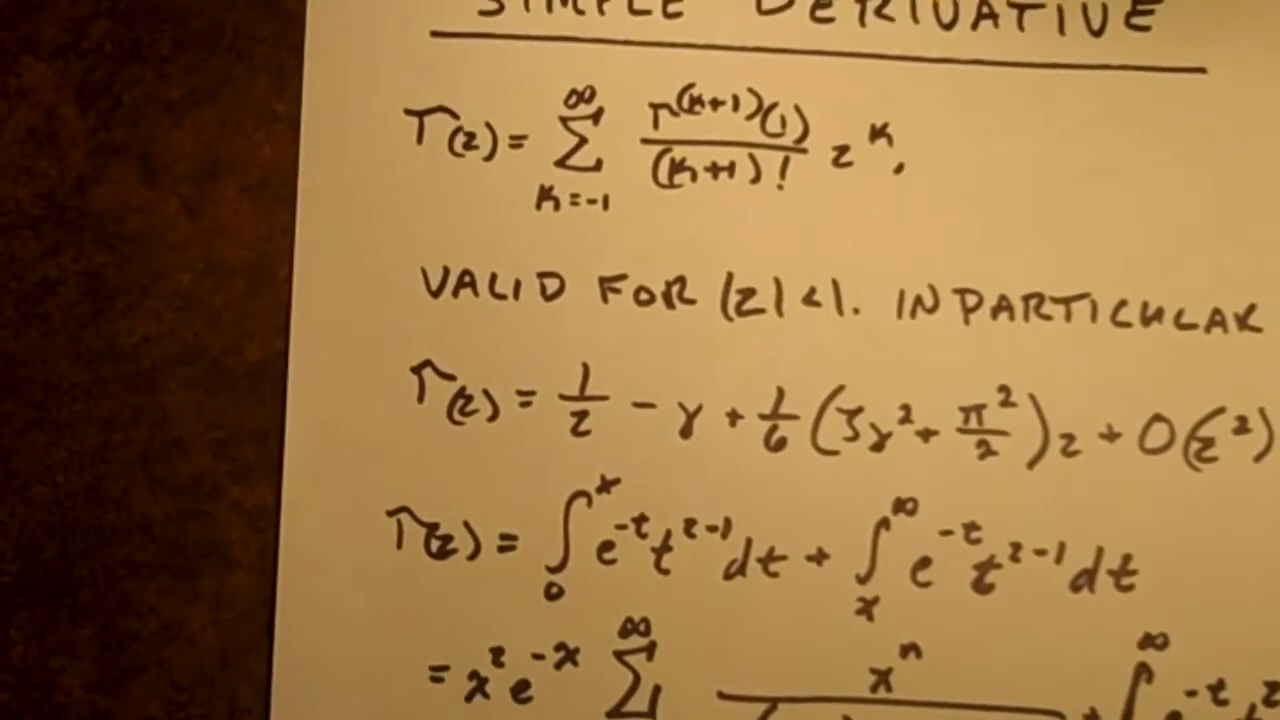 SIMPLE DERIVATIVE
Γ(z) = ∑_{K=-1}^{∞} Γ^{(K+1)}(1) / (K+1)! z^K,
VALID FOR |z|<1. IN PARTICULAR
Γ(z) = 1/z - γ + 1/6 (3γ² + π²/2) z + O(z²)
Γ(z) = ∫_0^x e^{-t} t^{z-1} dt + ∫_x^∞ e^{-t} t^{z-1} dt
= x^z e^{-x} ∑^{∞} x^n / + ∫^∞ e^{-t} t^z